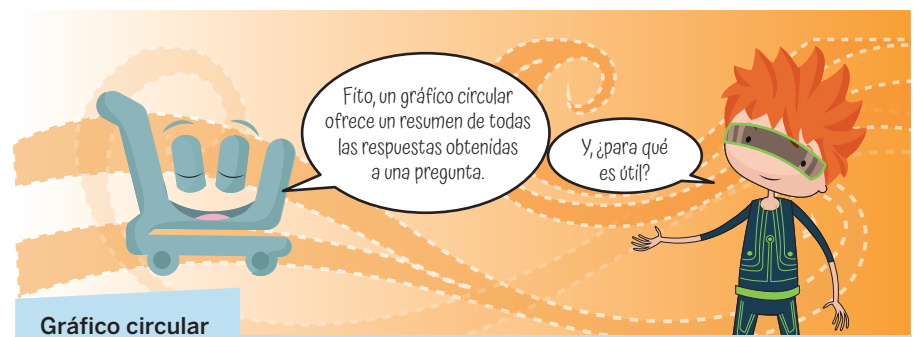 Fito, un gráfico circular
ofrece un resumen de todas
las respuestas obtenidas
a una pregunta.
Y, ¿para qué
es útil?
Gráfico circular